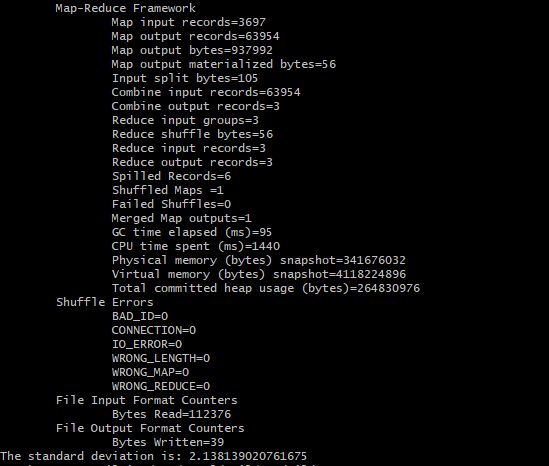 Map-Reduce Framework
Map input records=3697
Map output records=63954
Map output bytes=937992
Map output materialized bytes=56
Input split bytes=105
Combine input records=63954
Combine output records=3
Reduce input groups=3
Reduce shuffle bytes=56
Reduce input records=3
Reduce output records=3
Spilled Records=6
Shuffled Maps =1
Failed Shuffles=0
Merged Map outputs=1
GC time elapsed (ms)=95
CPU time spent (ms)=1440
Physical memory (bytes) snapshot=341676032
Virtual memory (bytes) snapshot=4118224896
Total committed heap usage (bytes)=264830976
Shuffle Errors
BAD_ID=0
CONNECTION=0
IO_ERROR=0
WRONG_LENGTH=0
WRONG_MAP=0
WRONG_REDUCE=0
File Input Format Counters
Bytes Read=112376
File Output Format Counters
Bytes Written=39
The standard deviation is: 2.138139020761675